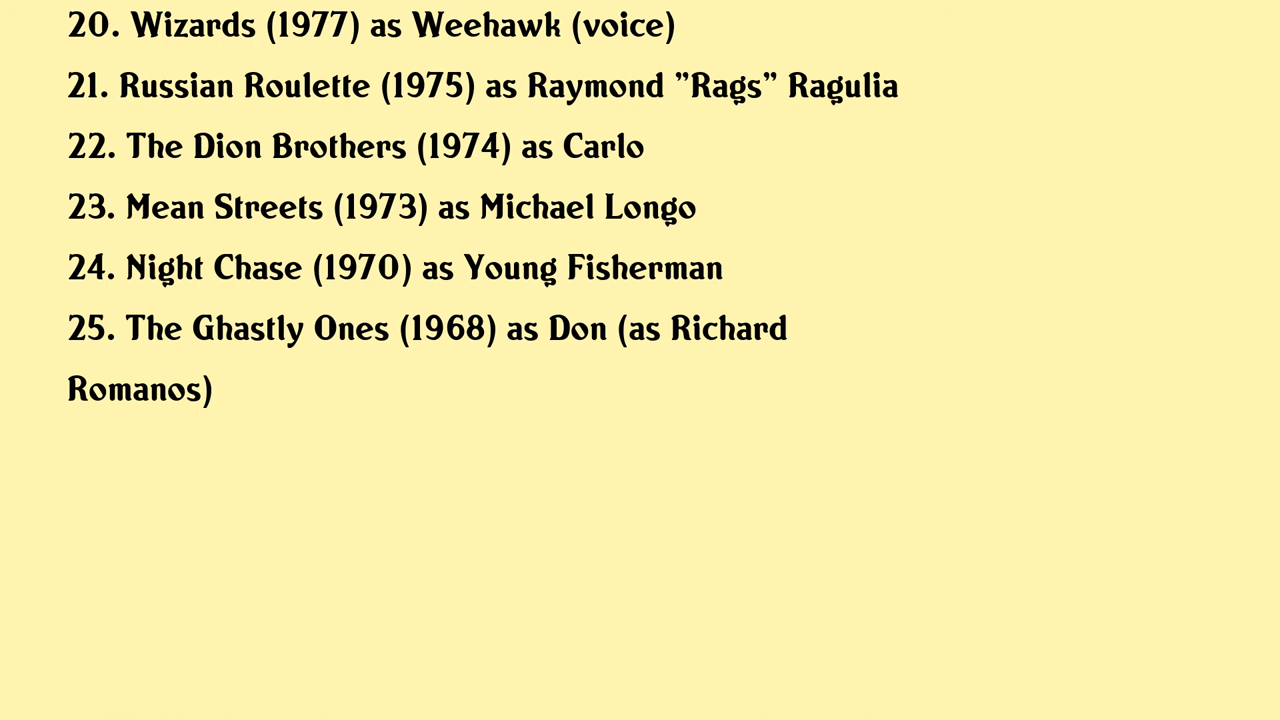 20. Wizards (1977) as Weehawk (voice)
21. Russian Roulette (1975) as Raymond ”Rags” Ragulia
22. The Dion Brothers (1974) as Carlo
23. Mean Streets (1973) as Michael Longo
24. Night Chase (1970) as Young Fisherman
25. The Ghastly Ones (1968) as Don (as Richard
Romanos)